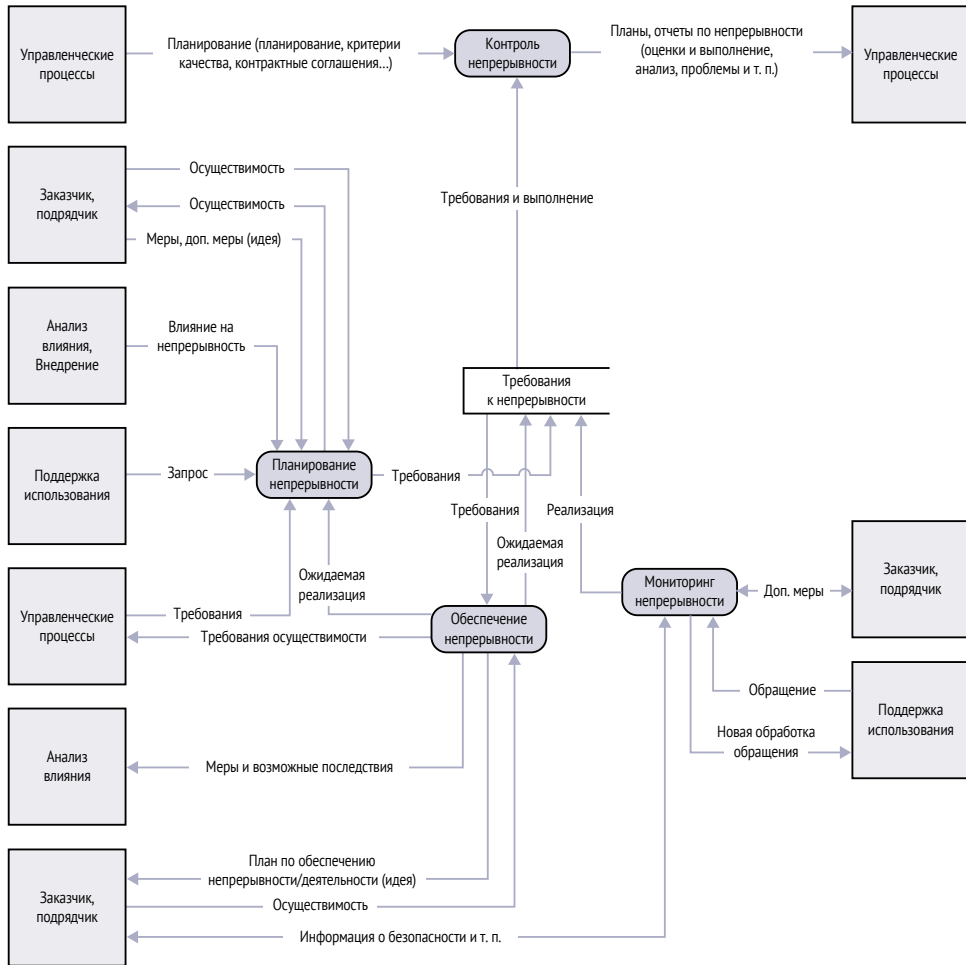 Управленческие
процессы
Планирование (планирование, критерии
качества, контрактные соглашения...)
Контроль
непрерывности
Планы, отчеты по непрерывности
(оценки и выполнение,
анализ, проблемы и т. п.)
Управленческие
процессы
Заказчик,
подрядчик
Осуществимость
Осуществимость
Меры, доп. меры (идея)
Требования и выполнение
Анализ
влияния,
Внедрение
Влияние на
непрерывность
Требования
к непрерывности
Поддержка
использования
Запрос
Планирование
непрерывности
Требования
Требования
Реализация
Ожидаемая
реализация
Ожидаемая
реализация
Управленческие
процессы
Требования
Требования осуществимости
Обеспечение
непрерывности
Мониторинг
непрерывности
Доп. меры
Заказчик,
подрядчик
Обращение
Новая обработка
обращения
Поддержка
использования
Анализ
влияния
Меры и возможные последствия
Заказчик,
подрядчик
План по обеспечению
непрерывности/деятельности (идея)
Осуществимость
Информация о безопасности и т. п.